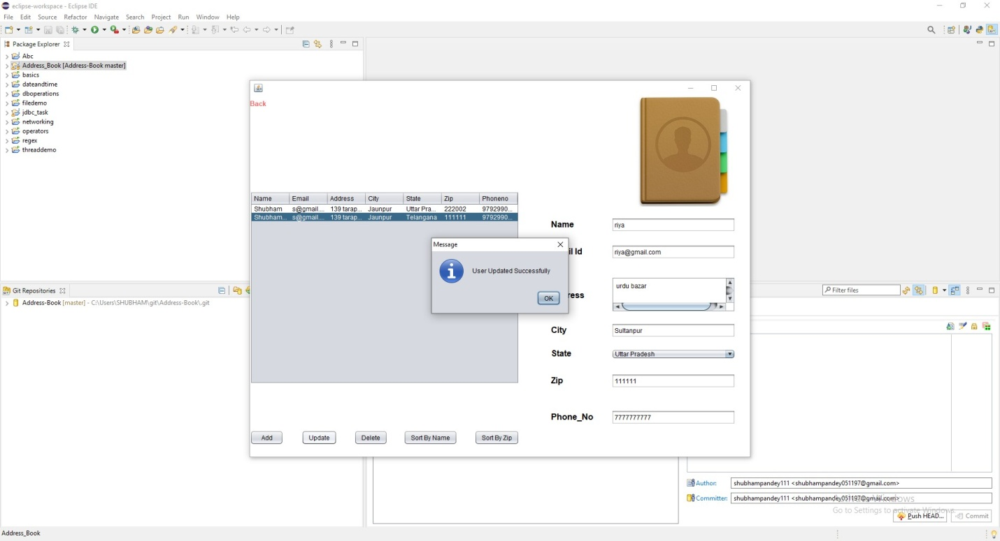 eclipse-workspace - Eclipse IDE
File Edit Source Refactor Navigate Search Project Run Window Help
Package Explorer
Abc
Address_Book [Address-Book master]
basics
dateandtime
dboperations
filedemo
jdbc_task
networking
operators
regex
threaddemo
Git Repositories
Address-Book [master] - C:\Users\SHUBHAM\git\Address-Book\.git
Back
Name Email Address City State Zip Phoneno
Shubham s@gmail.... 139 tarap... Jaunpur Uttar Pra... 222002 9792990...
Shubham... s@gmail.... 139 tarap... Jaunpur Telangana 111111 9792990...
Message
User Updated Successfully
OK
Name riya
il Id riya@gmail.com
ress urdu bazar
City Sultanpur
State Uttar Pradesh
Zip 111111
Phone_No 7777777777
Add Update Delete Sort By Name Sort By Zip
Filter files
Author: shubhampandey111 <shubhampandey051197@gmail.com>
Committer: shubhampandey111 <shubhampandey051197@gmail.com>
Go to Settings to activate Windows.
Push HEAD... Commit
Address_Book